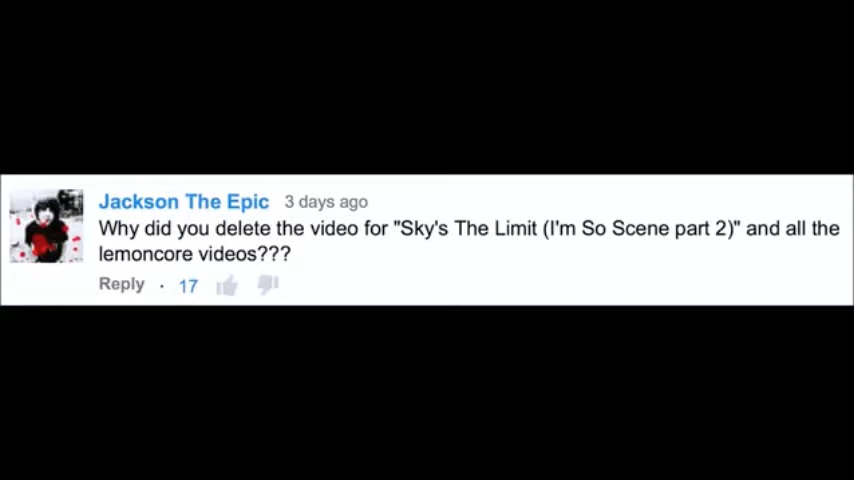 Jackson The Epic 3 days ago
Why did you delete the video for "Sky's The Limit (I'm So Scene part 2)" and all the
lemoncore videos???
Reply · 17